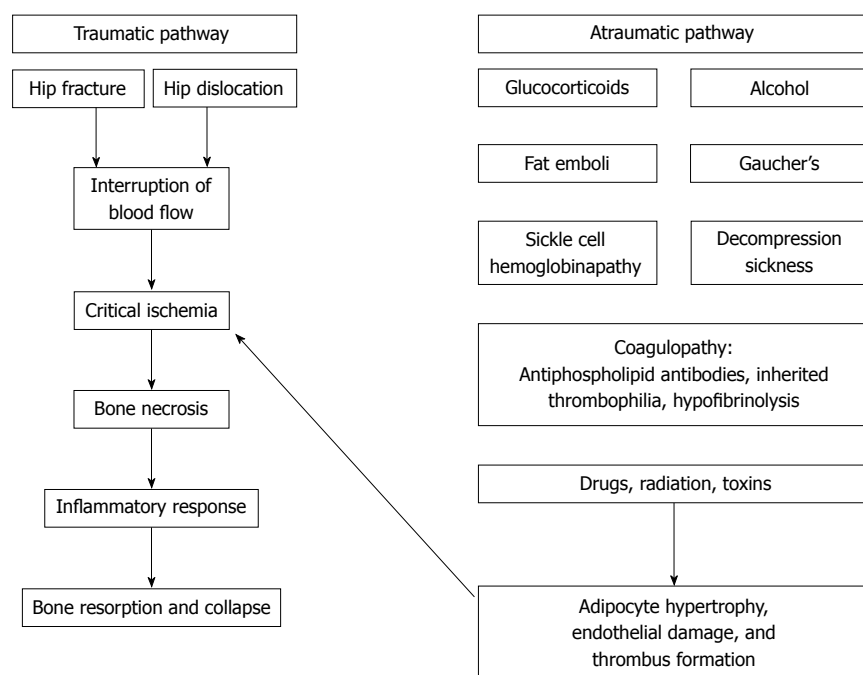 Traumatic pathway
Hip fracture
Hip dislocation
Interruption of
blood flow
Critical ischemia
Bone necrosis
Inflammatory response
Bone resorption and collapse
Atraumatic pathway
Glucocorticoids
Alcohol
Fat emboli
Gaucher's
Sickle cell
hemoglobinapathy
Decompression
sickness
Coagulopathy:
Antiphospholipid antibodies, inherited
thrombophilia, hypofibrinolysis
Drugs, radiation, toxins
Adipocyte hypertrophy,
endothelial damage, and
thrombus formation